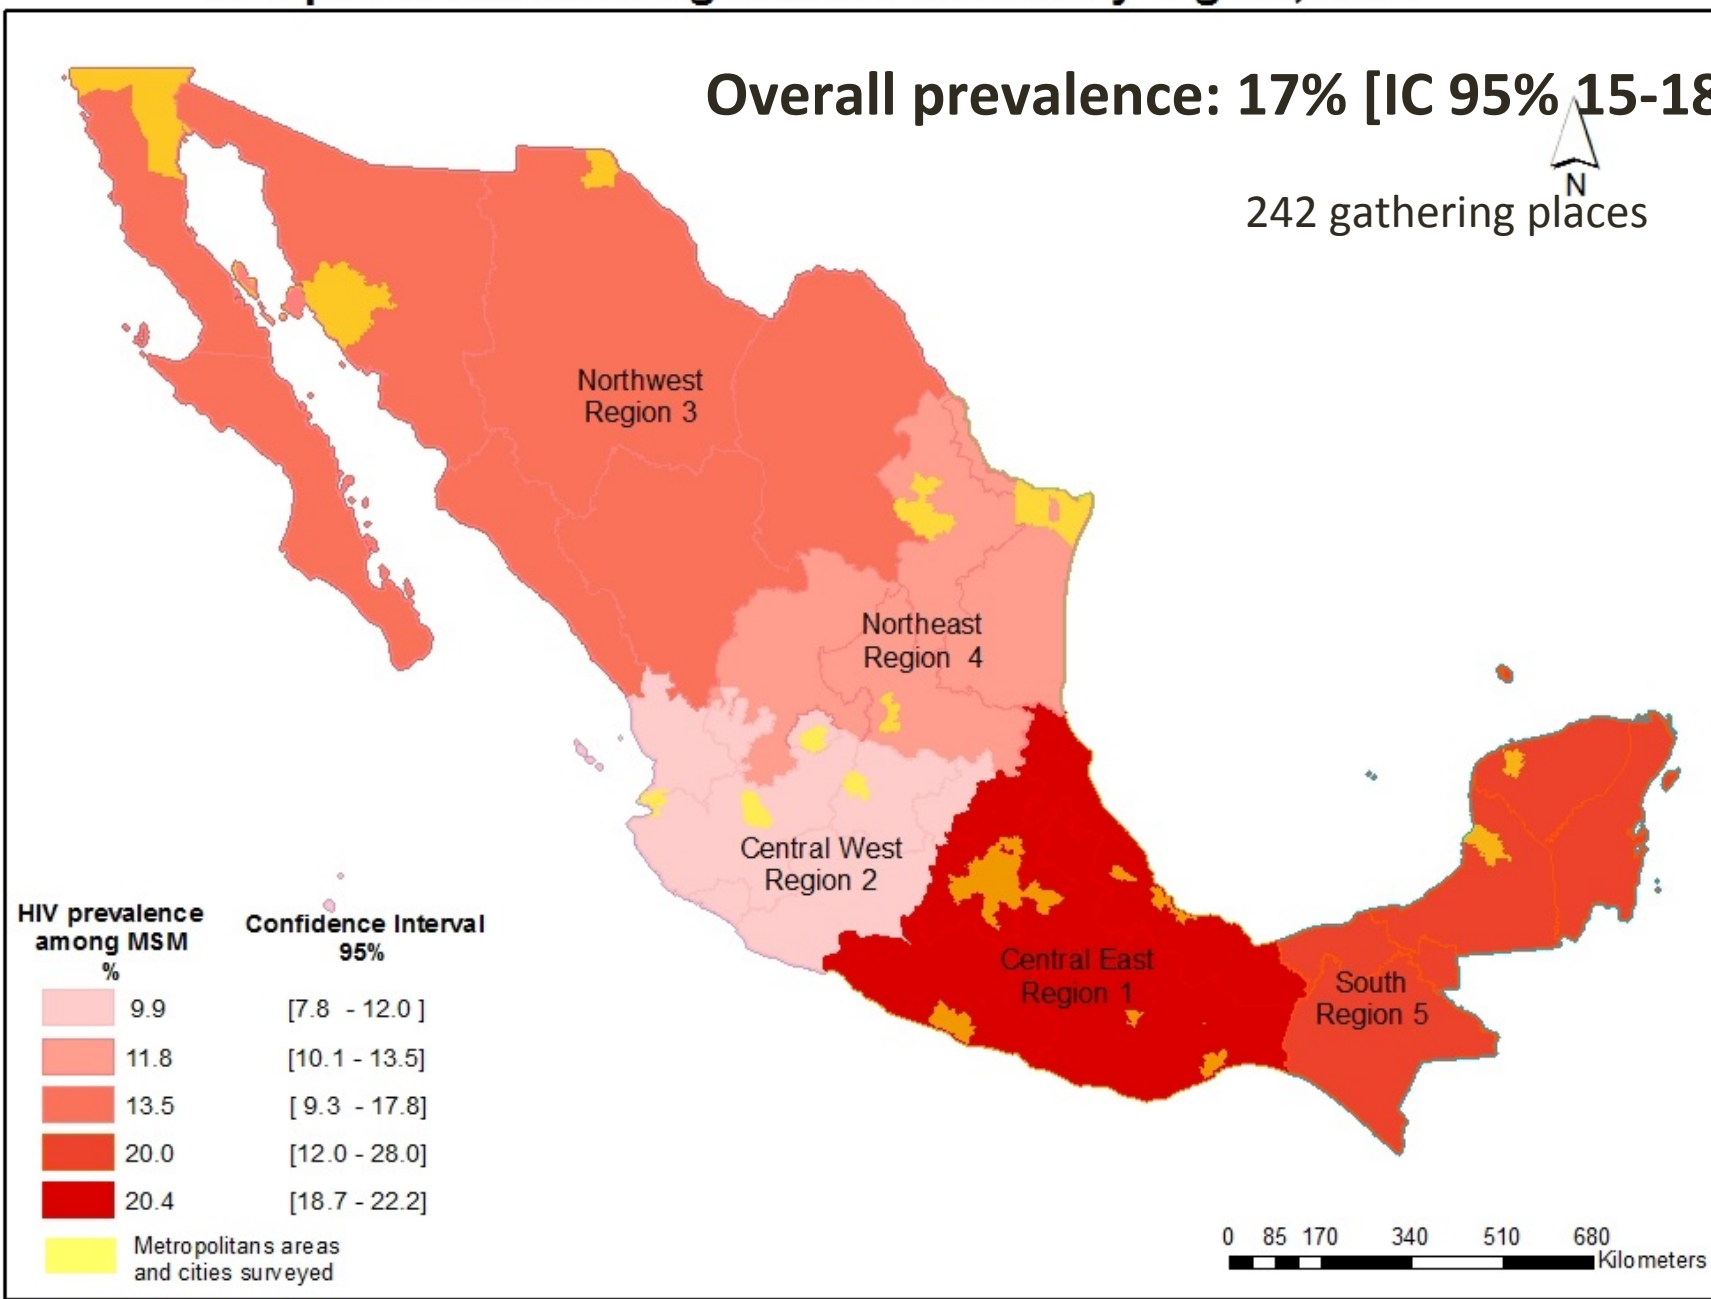 Overall prevalence: 17% [IC 95% 15-18
N
242 gathering places
Northwest
Region 3
Northeast
Region 4
Central West
Region 2
Central East
Region 1
South
Region 5
HIV prevalence
among MSM
%
Confidence Interval
95%
9.9 [7.8 - 12.0 ]
11.8 [10.1 - 13.5]
13.5 [ 9.3 - 17.8]
20.0 [12.0 - 28.0]
20.4 [18.7 - 22.2]
Metropolitans areas
and cities surveyed
0 85 170 340 510 680
Kilometers